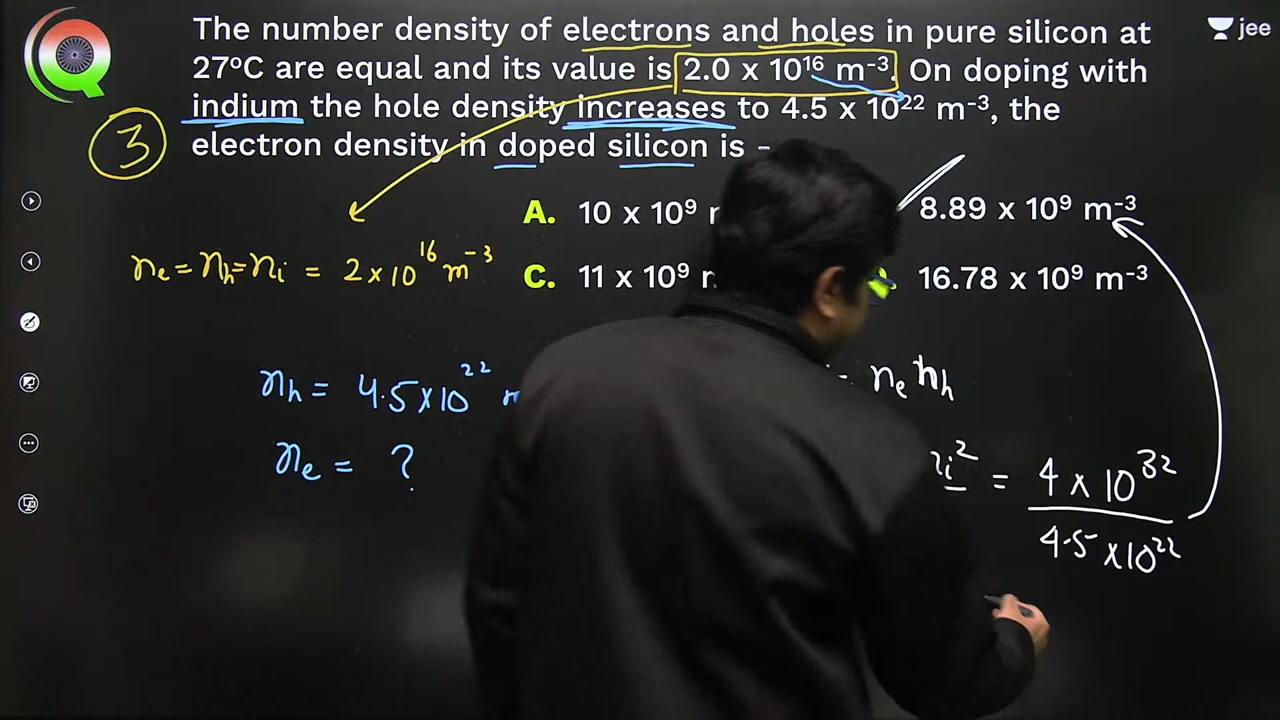 The number density of electrons and holes in pure silicon at
27ºC are equal and its value is 2.0 x 10¹⁶ m⁻³. On doping with
indium the hole density increases to 4.5 x 10²² m⁻³, the
electron density in doped silicon is -
jee
3
A. 10 x 10⁹
8.89 x 10⁹ m⁻³
C. 11 x 10⁹
16.78 x 10⁹ m⁻³
nₑ = nₕ = nᵢ = 2 x 10¹⁶ m⁻³
nₕ = 4.5 x 10²²
nₑ nₕ
nₑ = ?
i² = 4 x 10³²
4.5 x 10²²